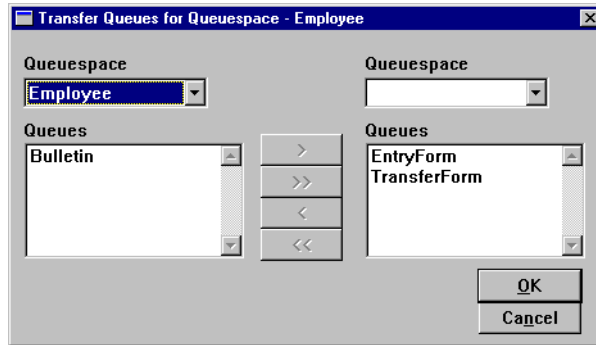 Transfer Queues for Queuespace - Employee
Queuespace
Employee
Queuespace
Queues
Bulletin
>
>>
<
<<
Queues
EntryForm
TransferForm
OK
Cancel